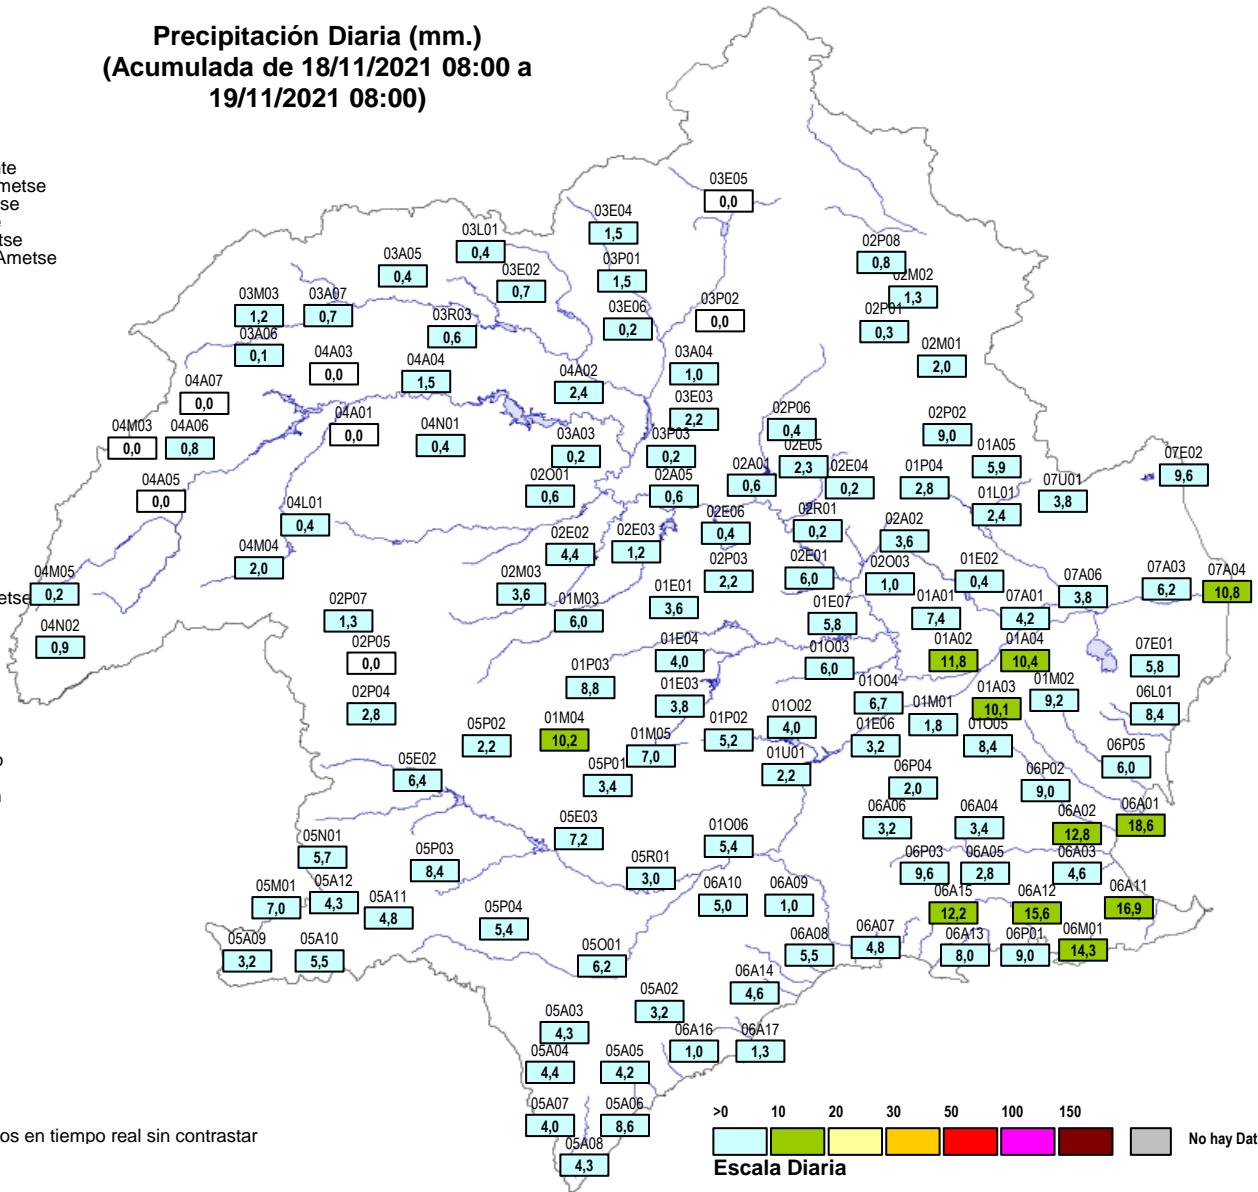 Precipitación Diaria (mm.)
(Acumulada de 18/11/2021 08:00 a
19/11/2021 08:00)
03E05
0,0
03E04
1,5
03L01
0,4
03A05
0,4
03E02
0,7
03P01
1,5
02P08
0,8
02M02
1,3
03M03
1,2
03A07
0,7
03R03
0,6
03E06
0,2
03P02
0,0
02P01
0,3
03A06
0,1
04A03
0,0
04A04
1,5
04A02
2,4
03A04
1,0
02M01
2,0
04A07
0,0
03E03
2,2
04M03
0,0
04A06
0,8
04A01
0,0
04N01
0,4
03A03
0,2
03P03
0,2
02P06
0,4
02P02
9,0
02E05
2,3
01A05
5,9
07E02
9,6
04A05
0,0
02O01
0,6
02A05
0,6
02A01
0,6
02E04
0,2
01P04
2,8
07U01
3,8
04L01
0,4
01L01
2,4
02E06
0,4
02R01
0,2
02A02
3,6
04M04
2,0
02E02
4,4
02E03
1,2
04M05
0,2
02M03
3,6
02P03
2,2
02E01
6,0
02O03
1,0
01E02
0,4
07A06
3,8
07A03
6,2
07A04
10,8
etse
02P07
1,3
01M03
6,0
01E01
3,6
01E07
5,8
01A01
7,4
07A01
4,2
04N02
0,9
02P05
0,0
01E04
4,0
01O03
6,0
01A02
11,8
01A04
10,4
07E01
5,8
01P03
8,8
02P04
2,8
01E03
3,8
01O04
6,7
01A03
10,1
01M02
9,2
06L01
8,4
05P02
2,2
01M04
10,2
01M05
7,0
01P02
5,2
01O02
4,0
01E06
3,2
01M01
1,8
01O05
8,4
05E02
6,4
05P01
3,4
01U01
2,2
06P04
2,0
06P02
9,0
06P05
6,0
05E03
7,2
01O06
5,4
06A06
3,2
06A04
3,4
06A02
12,8
06A01
18,6
05N01
5,7
05P03
8,4
05R01
3,0
06P03
9,6
06A05
2,8
06A03
4,6
05M01
7,0
05A12
4,3
05A11
4,8
06A10
5,0
06A09
1,0
06A15
12,2
06A12
15,6
06A11
16,9
05P04
5,4
05A09
3,2
05A10
5,5
05O01
6,2
06A08
5,5
06A07
4,8
06A13
8,0
06P01
9,0
06M01
14,3
06A14
4,6
05A02
3,2
05A03
4,3
06A16
1,0
06A17
1,3
05A04
4,4
05A05
4,2
05A07
4,0
05A06
8,6
05A08
4,3
os en tiempo real sin contrastar
>0 10 20 30 50 100 150
No hay Dat
Escala Diaria